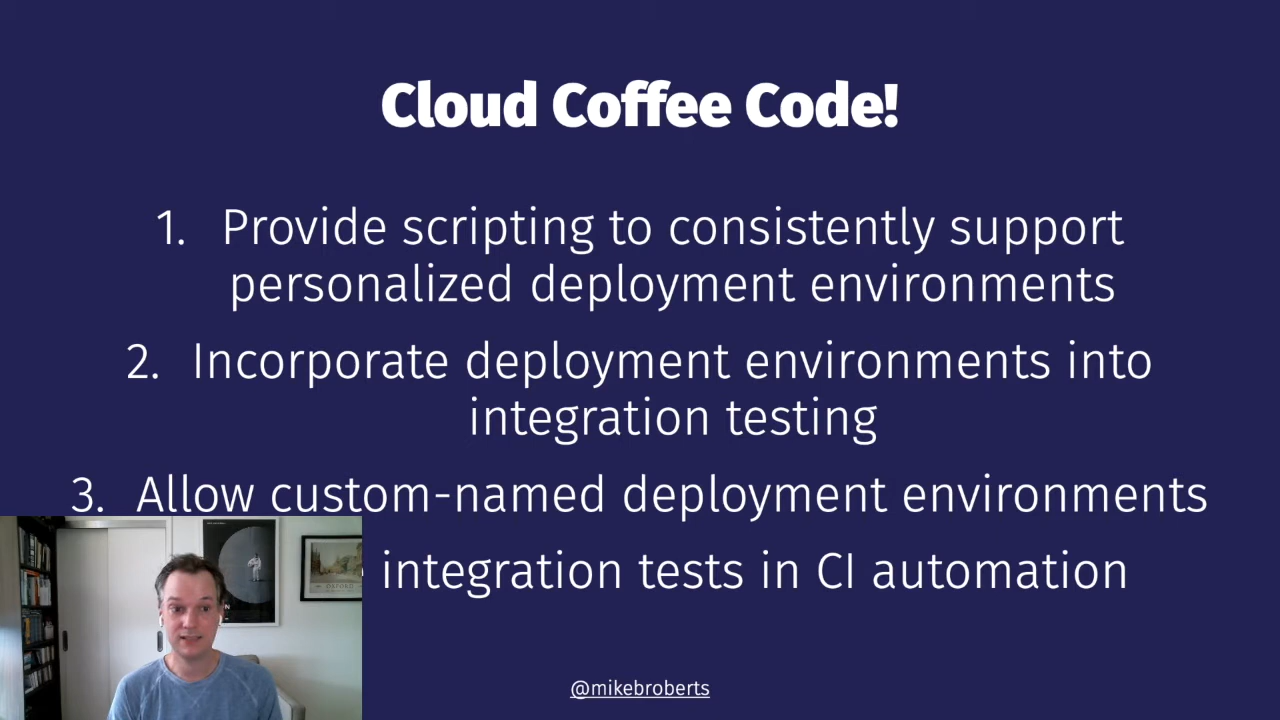 Cloud Coffee Code!
1. Provide scripting to consistently support
personalized deployment environments
2. Incorporate deployment environments into
integration testing
3. Allow custom-named deployment environments
integration tests in CI automation
@mikebroberts